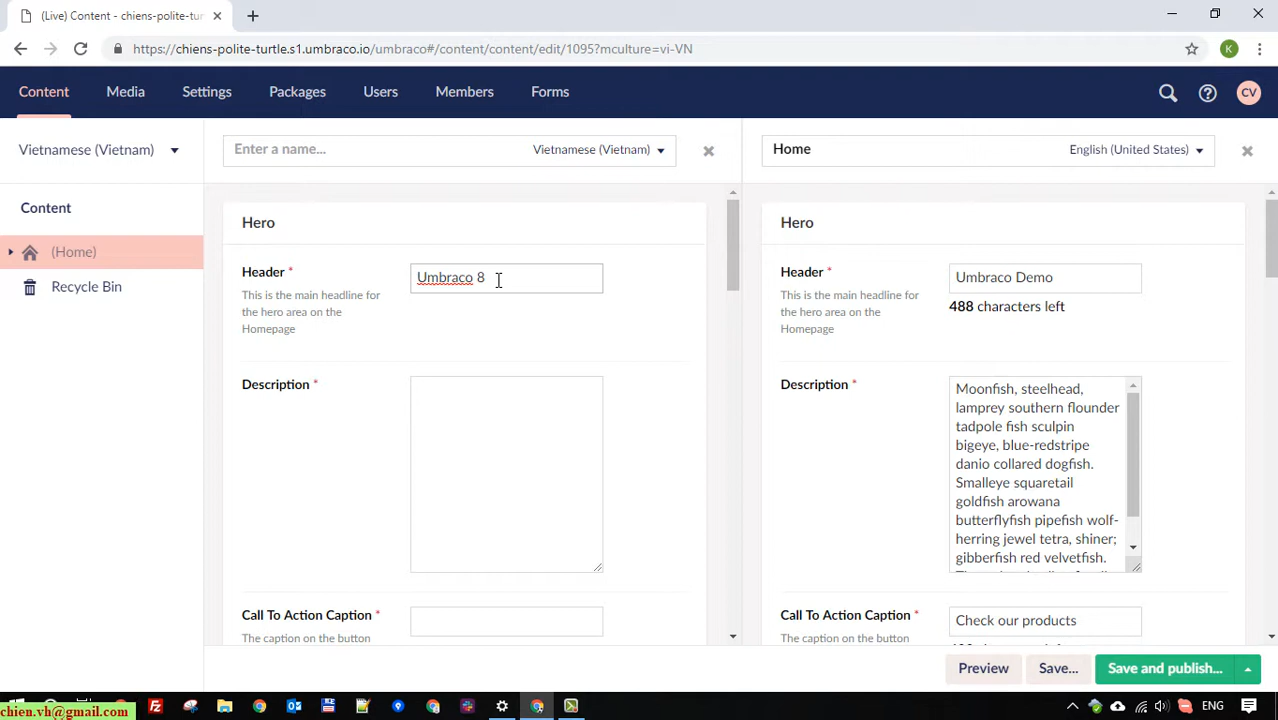 (Live) Content - chiens-polite-tur
https://chiens-polite-turtle.s1.umbraco.io/umbraco#/content/content/edit/1095?mculture=vi-VN
K
Content
Media
Settings
Packages
Users
Members
Forms
CV
Vietnamese (Vietnam)
Enter a name...
Vietnamese (Vietnam)
Home
English (United States)
Content
(Home)
Recycle Bin
Hero
Header *
This is the main headline for
the hero area on the
Homepage
Umbraco 8
Description *
Call To Action Caption *
The caption on the button
Hero
Header *
This is the main headline for
the hero area on the
Homepage
Umbraco Demo
488 characters left
Description *
Moonfish, steelhead,
lamprey southern flounder
tadpole fish sculpin
bigeye, blue-redstripe
danio collared dogfish.
Smalleye squaretail
goldfish arowana
butterflyfish pipefish wolf-
herring jewel tetra, shiner;
gibberfish red velvetfish.
Call To Action Caption *
The caption on the button
Check our products
Preview
Save...
Save and publish...
chien.vh@gmail.com
ENG